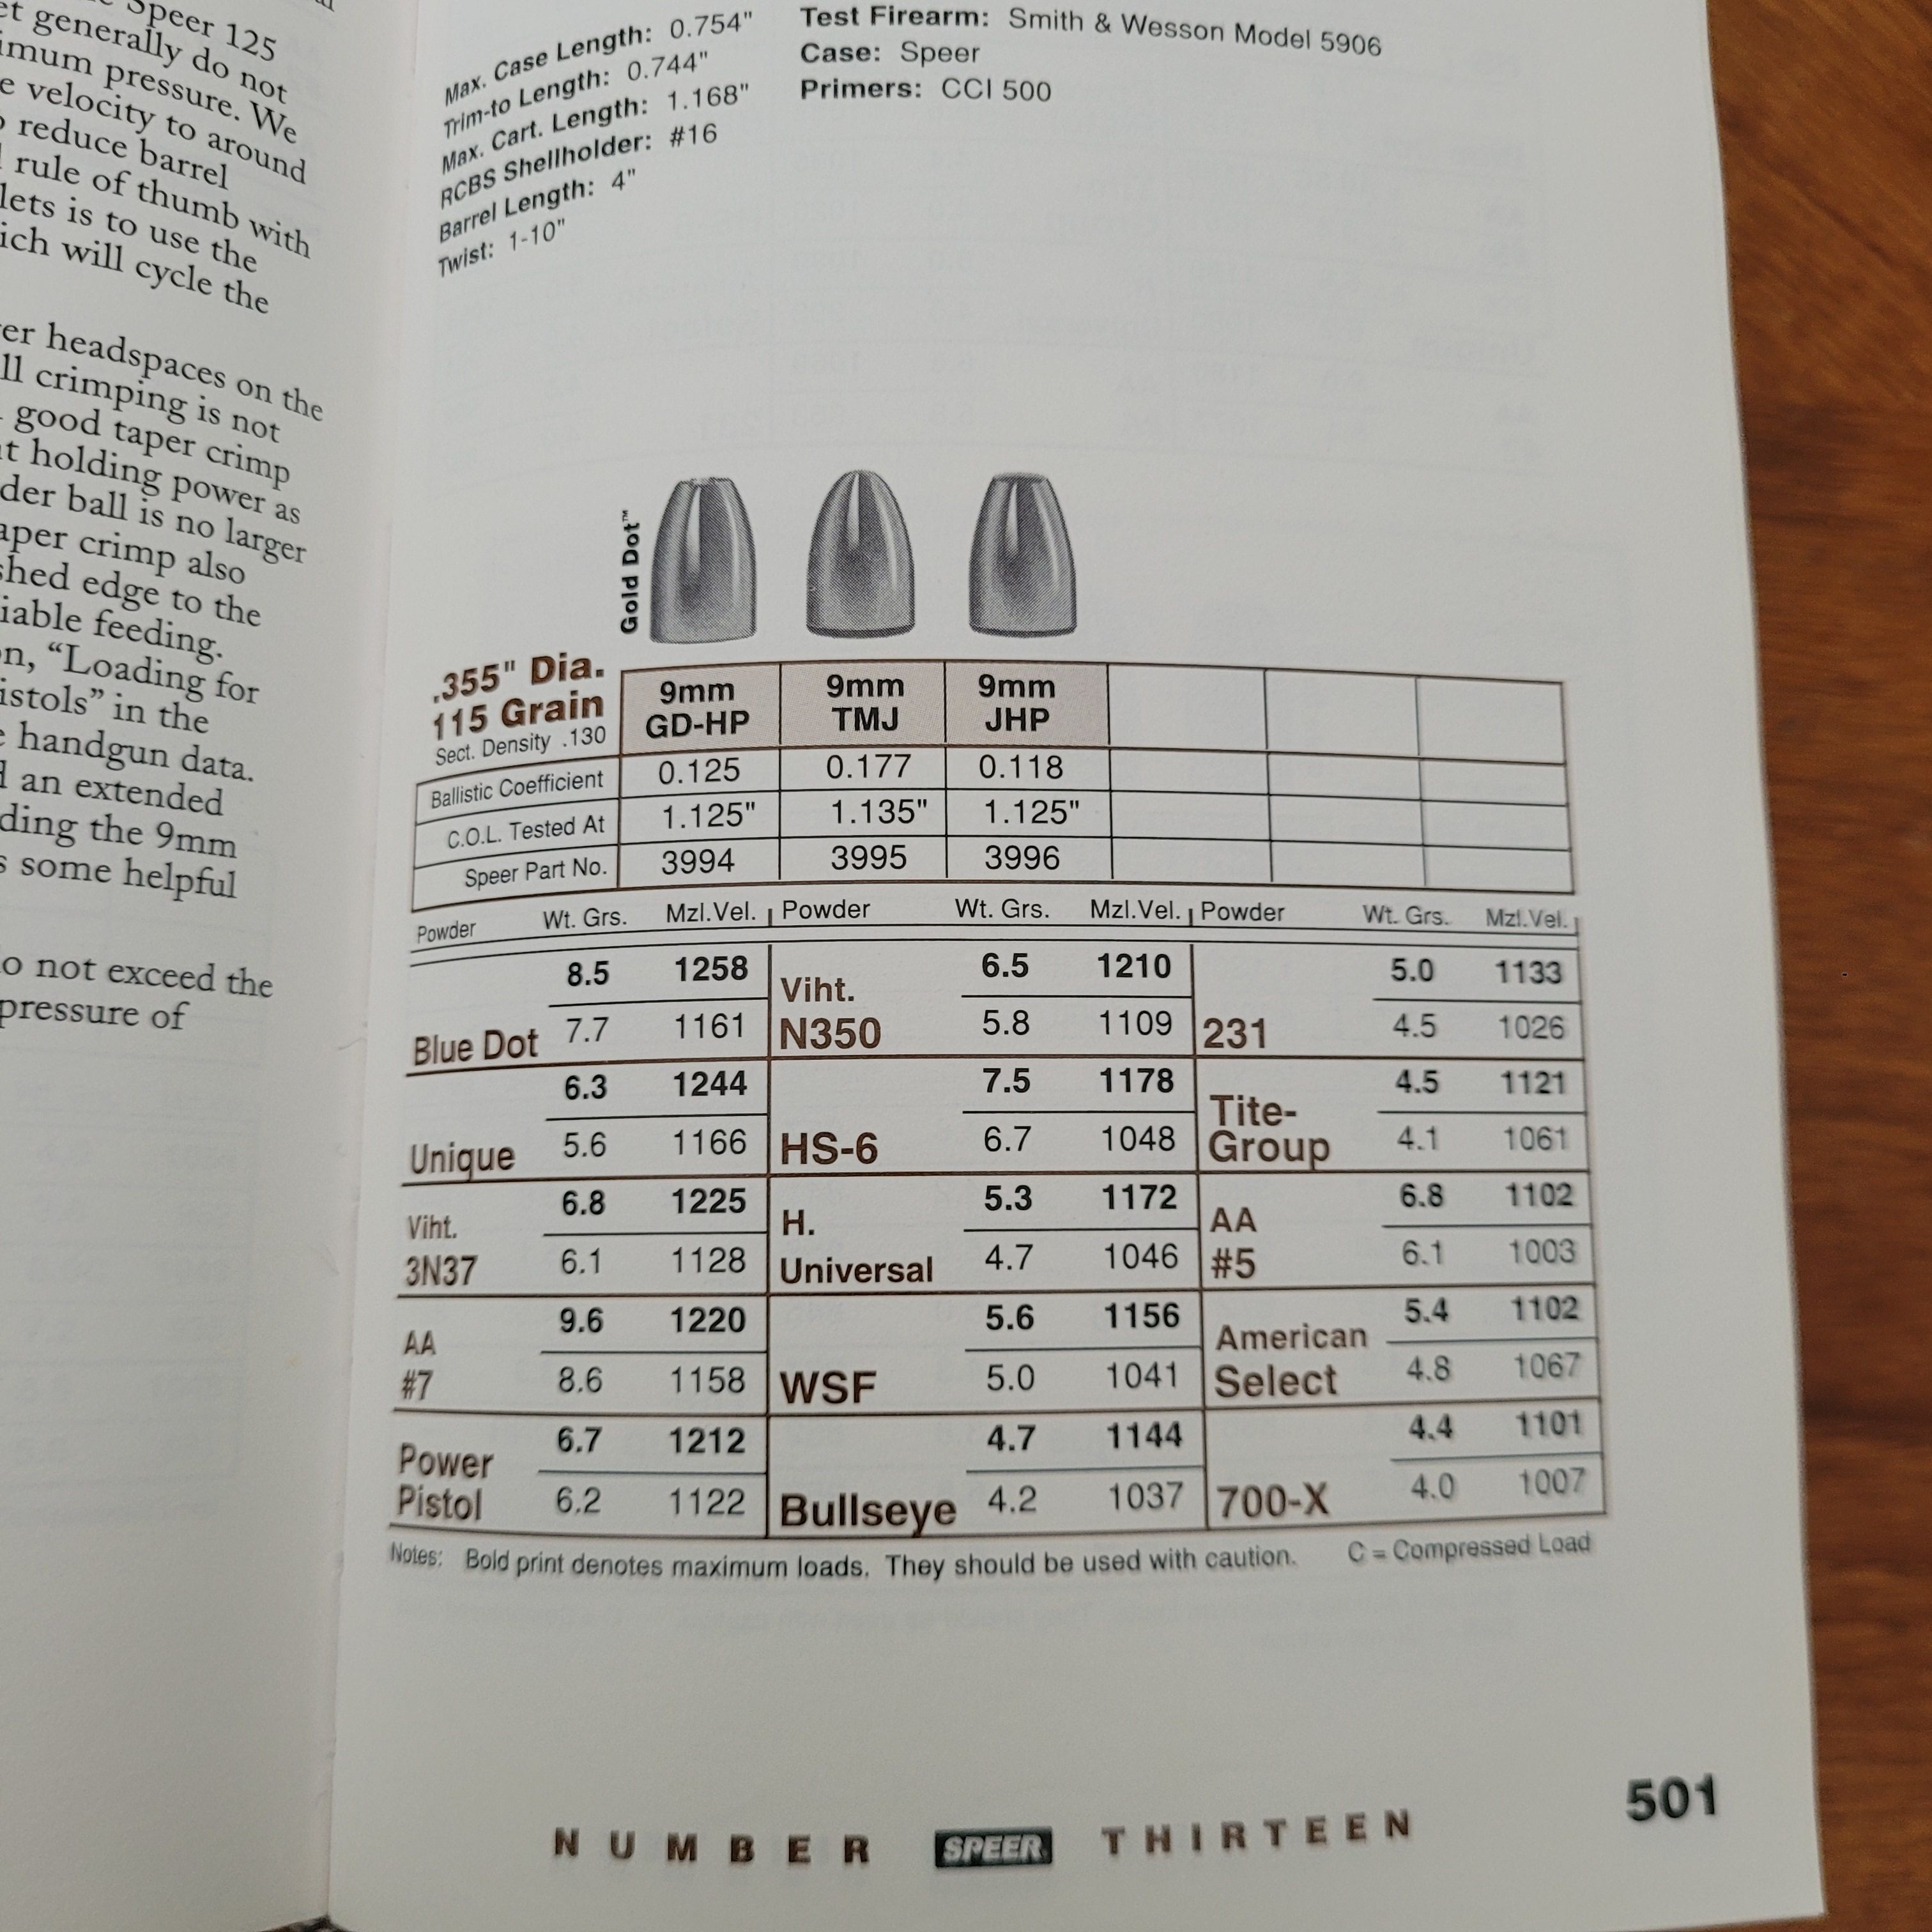 Speer 125
et generally do not
imum pressure. We
e velocity to around
o reduce barrel
l rule of thumb with
lets is to use the
ich will cycle the
er headspaces on the
ll crimping is not
good taper crimp
t holding power as
der ball is no larger
aper crimp also
shed edge to the
iable feeding.
on, “Loading for
istols” in the
e handgun data.
d an extended
ding the 9mm
s some helpful
o not exceed the
pressure of
Max. Case Length: 0.754"
Trim-to Length: 0.744"
Max. Cart. Length: 1.168"
RCBS Shellholder: #16
Barrel Length: 4"
Twist: 1-10"
Test Firearm: Smith & Wesson Model 5906
Case: Speer
Primers: CCI 500
Gold Dot™
.355" Dia.
115 Grain
Sect. Density .130
9mm GD-HP 9mm TMJ 9mm JHP
Ballistic Coefficient 0.125 0.177 0.118
C.O.L. Tested At 1.125" 1.135" 1.125"
Speer Part No. 3994 3995 3996
Powder Wt. Grs. Mzl.Vel. Powder Wt. Grs. Mzl.Vel. Powder Wt. Grs. Mzl.Vel.
8.5 1258 Viht. 6.5 1210 5.0 1133
Blue Dot 7.7 1161 N350 5.8 1109 231 4.5 1026
6.3 1244 7.5 1178 Tite- 4.5 1121
Unique 5.6 1166 HS-6 6.7 1048 Group 4.1 1061
Viht. 6.8 1225 H. 5.3 1172 AA 6.8 1102
3N37 6.1 1128 Universal 4.7 1046 #5 6.1 1003
AA 9.6 1220 5.6 1156 American 5.4 1102
#7 8.6 1158 WSF 5.0 1041 Select 4.8 1067
Power 6.7 1212 4.7 1144 4.4 1101
Pistol 6.2 1122 Bullseye 4.2 1037 700-X 4.0 1007
Notes: Bold print denotes maximum loads. They should be used with caution. C = Compressed Load
NUMBER SPEER THIRTEEN
501